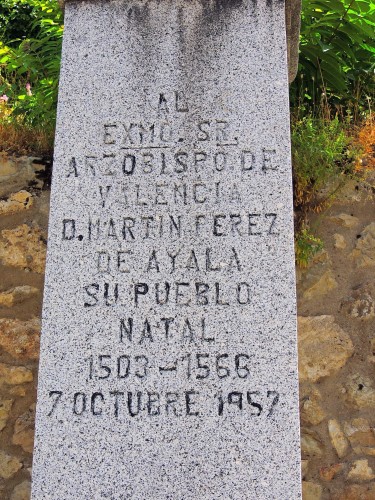 AL
EXMO. SR.
ARZOBISPO DE
VALENCIA
D. MARTIN PEREZ
DE AYALA
SU PUEBLO
NATAL
1503-1566
7 OCTUBRE 1957